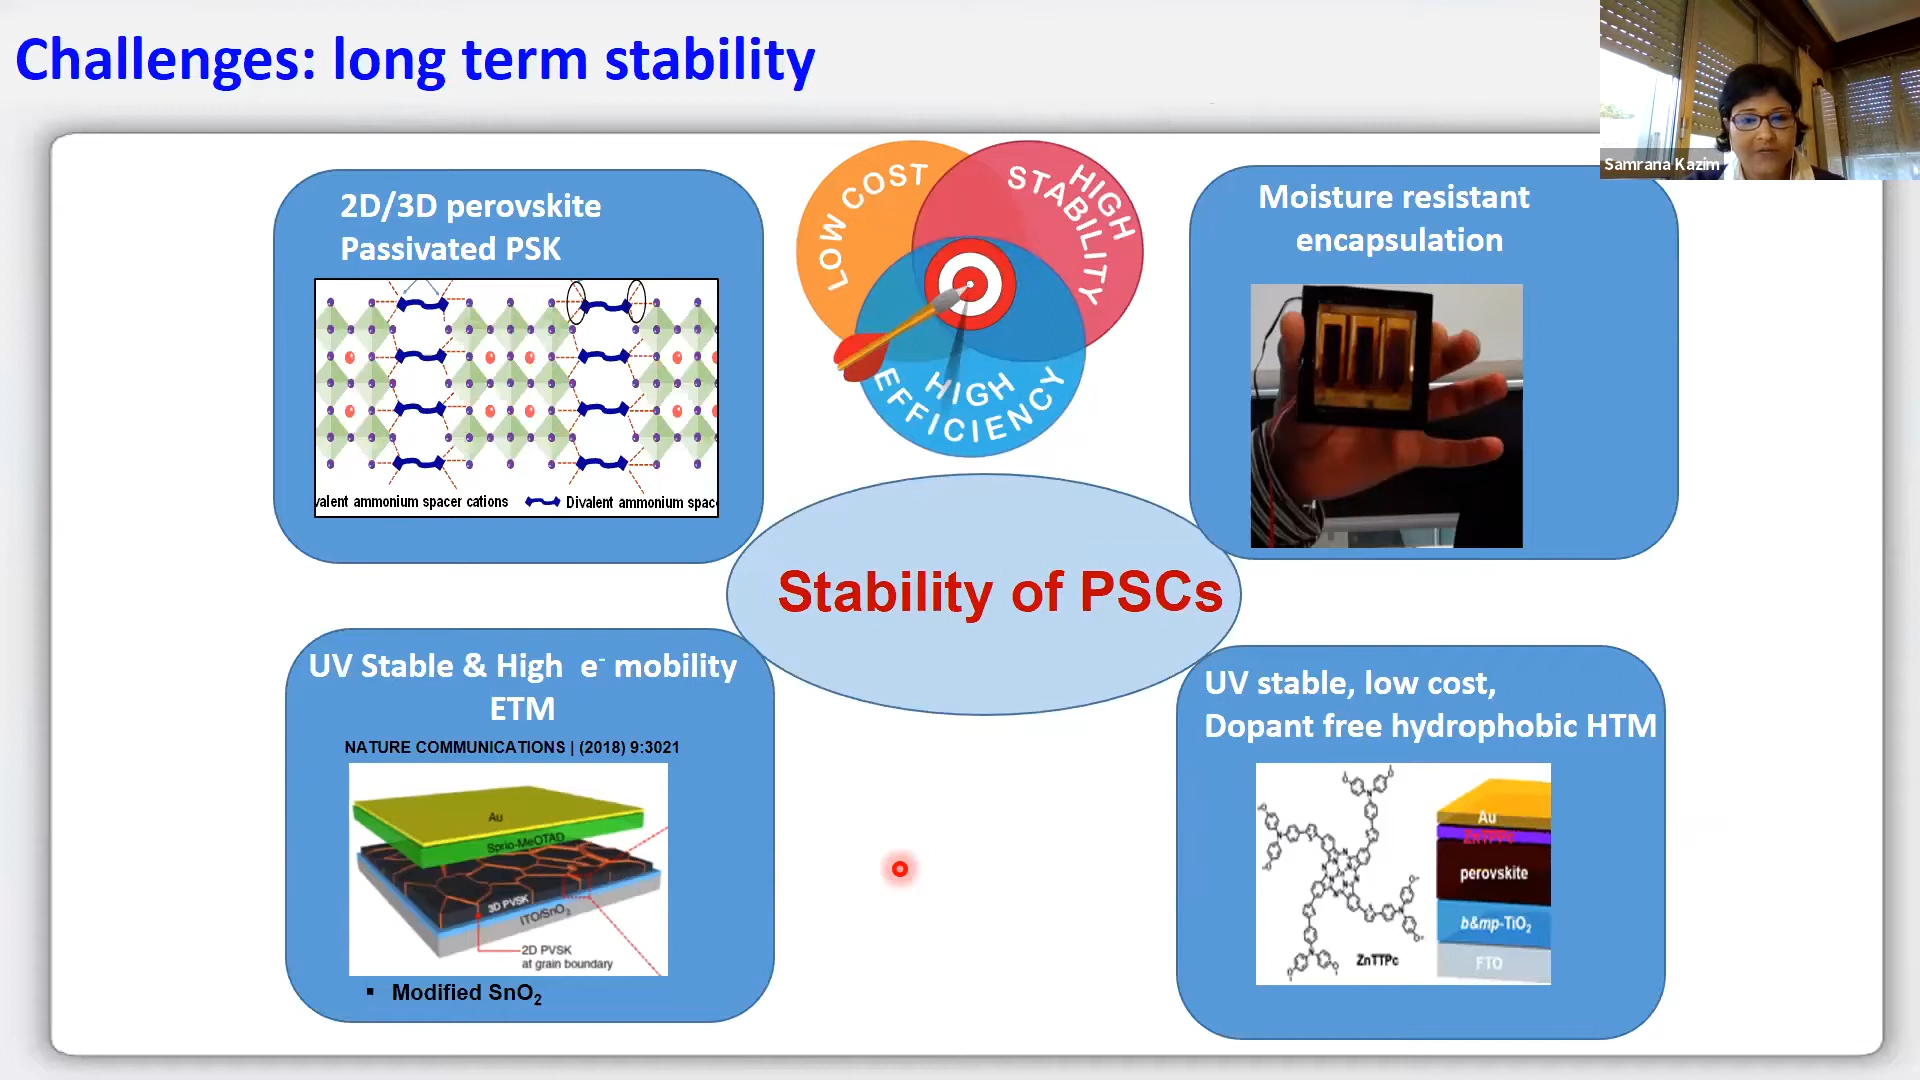 Challenges: long term stability
Samrana Kazim
2D/3D perovskite
Passivated PSK
valent ammonium spacer cations
Divalent ammonium spac
LOW COST
HIGH
STABILITY
HIGH
EFFICIENCY
Moisture resistant
encapsulation
Stability of PSCs
UV Stable & High e⁻ mobility
ETM
NATURE COMMUNICATIONS | (2018) 9:3021
Au
Sprio-MeOTAD
3D PVSK
ITO/SnO₂
2D PVSK
at grain boundary
▪ Modified SnO₂
UV stable, low cost,
Dopant free hydrophobic HTM
ZnTTPc
Au
ZnTTPc
perovskite
b&mp-TiO₂
FTO